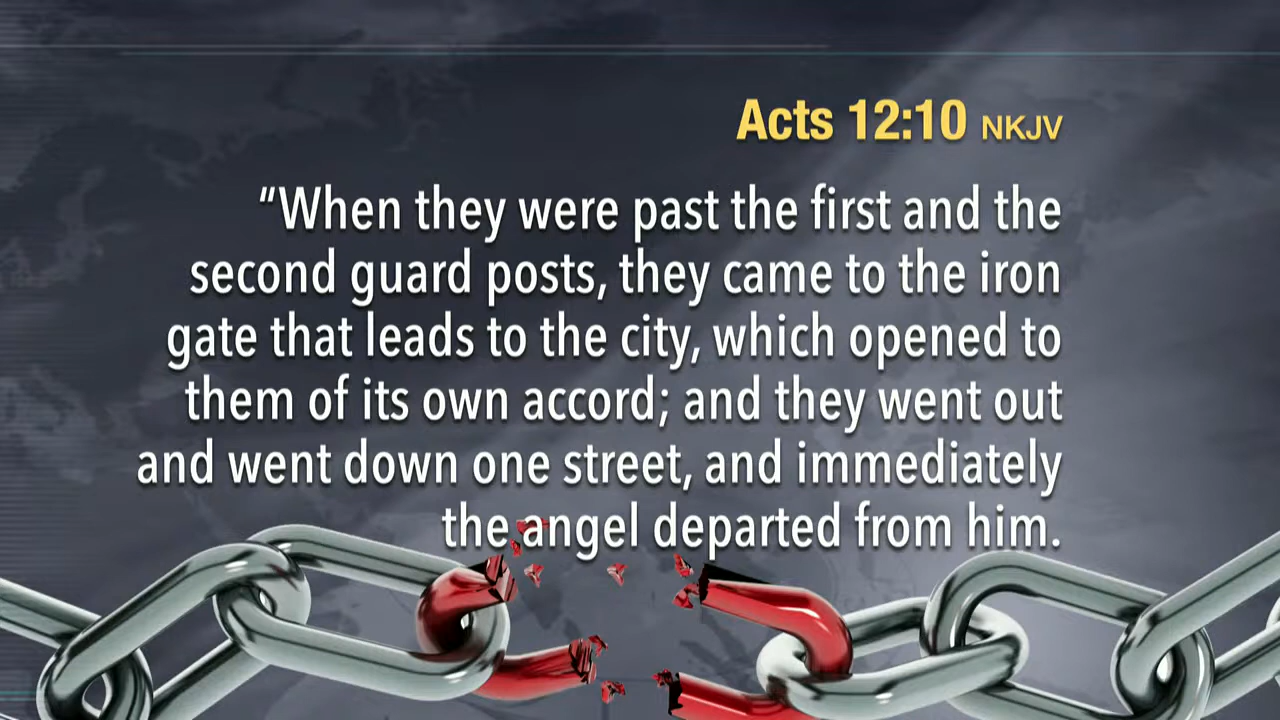 Acts 12:10 NKJV
“When they were past the first and the
second guard posts, they came to the iron
gate that leads to the city, which opened to
them of its own accord; and they went out
and went down one street, and immediately
the angel departed from him.